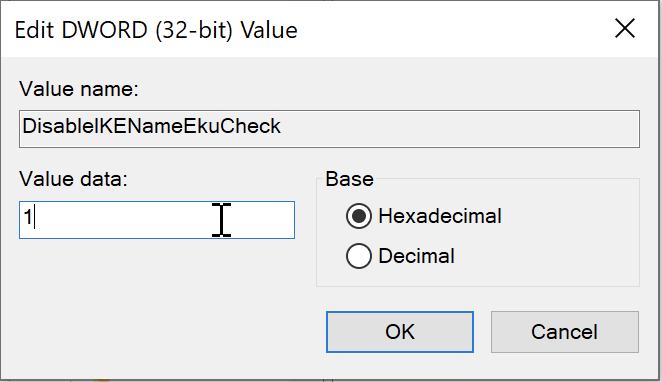 Edit DWORD (32-bit) Value
Value name:
DisableIKENameEkuCheck
Value data:
1
Base
Hexadecimal
Decimal
OK
Cancel